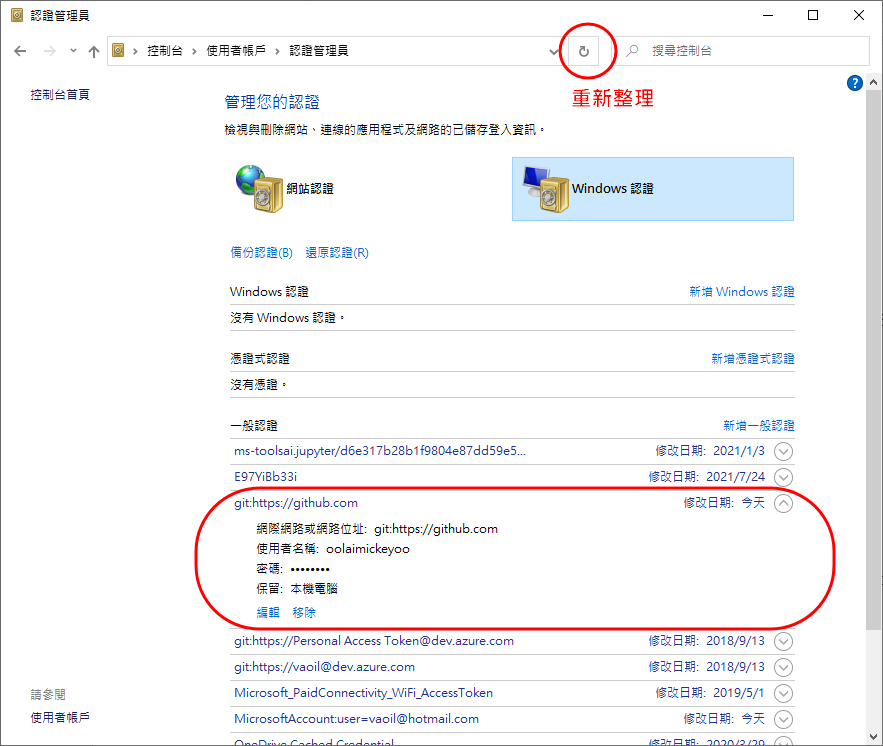 認證管理員
控制台 › 使用者帳戶 › 認證管理員
搜尋控制台
重新整理
控制台首頁
管理您的認證
檢視與刪除網站、連線的應用程式及網路的已儲存登入資訊。
網站認證
Windows 認證
備份認證(B) 還原認證(R)
Windows 認證 新增 Windows 認證
沒有 Windows 認證。
憑證式認證 新增憑證式認證
沒有憑證。
一般認證 新增一般認證
ms-toolsai.jupyter/d6e317b28b1f9804e87dd59e5... 修改日期: 2021/1/3
E97YiBb33i 修改日期: 2021/7/24
git:https://github.com 修改日期: 今天
網際網路或網路位址: git:https://github.com
使用者名稱: oolaimickeyoo
密碼: ••••••••
保留: 本機電腦
編輯 移除
git:https://Personal Access Token@dev.azure.com 修改日期: 2018/9/13
git:https://vaoil@dev.azure.com 修改日期: 2018/9/13
Microsoft_PaidConnectivity_WiFi_AccessToken 修改日期: 2019/5/1
MicrosoftAccount:user=vaoil@hotmail.com 修改日期: 今天
OneDrive Cached Credential 修改日期: 2020/3/29
請參閱
使用者帳戶